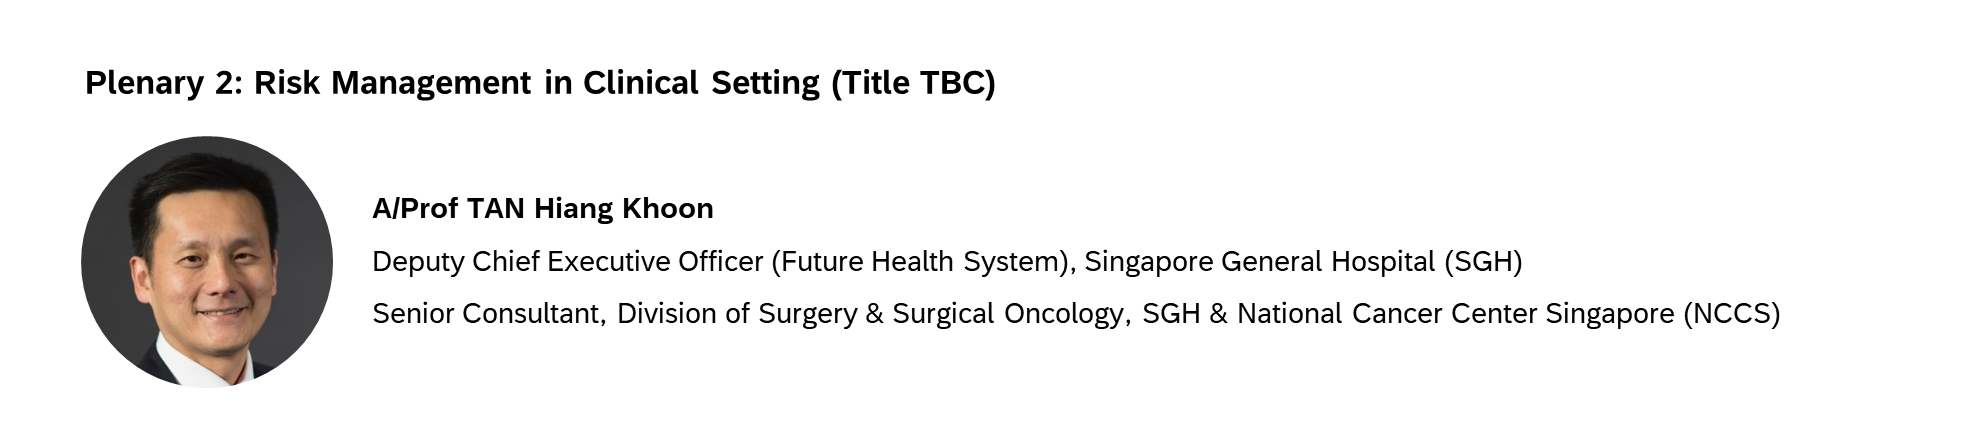 Plenary 2: Risk Management in Clinical Setting (Title TBC)
A/Prof TAN Hiang Khoon
Deputy Chief Executive Officer (Future Health System), Singapore General Hospital (SGH)
Senior Consultant, Division of Surgery & Surgical Oncology, SGH & National Cancer Center Singapore (NCCS)